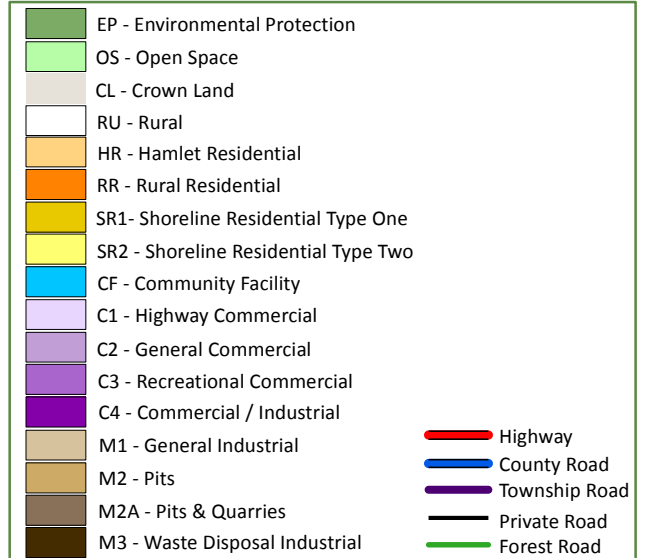 EP - Environmental Protection
OS - Open Space
CL - Crown Land
RU - Rural
HR - Hamlet Residential
RR - Rural Residential
SR1- Shoreline Residential Type One
SR2 - Shoreline Residential Type Two
CF - Community Facility
C1 - Highway Commercial
C2 - General Commercial
C3 - Recreational Commercial
C4 - Commercial / Industrial
M1 - General Industrial
M2 - Pits
M2A - Pits & Quarries
M3 - Waste Disposal Industrial
Highway
County Road
Township Road
Private Road
Forest Road